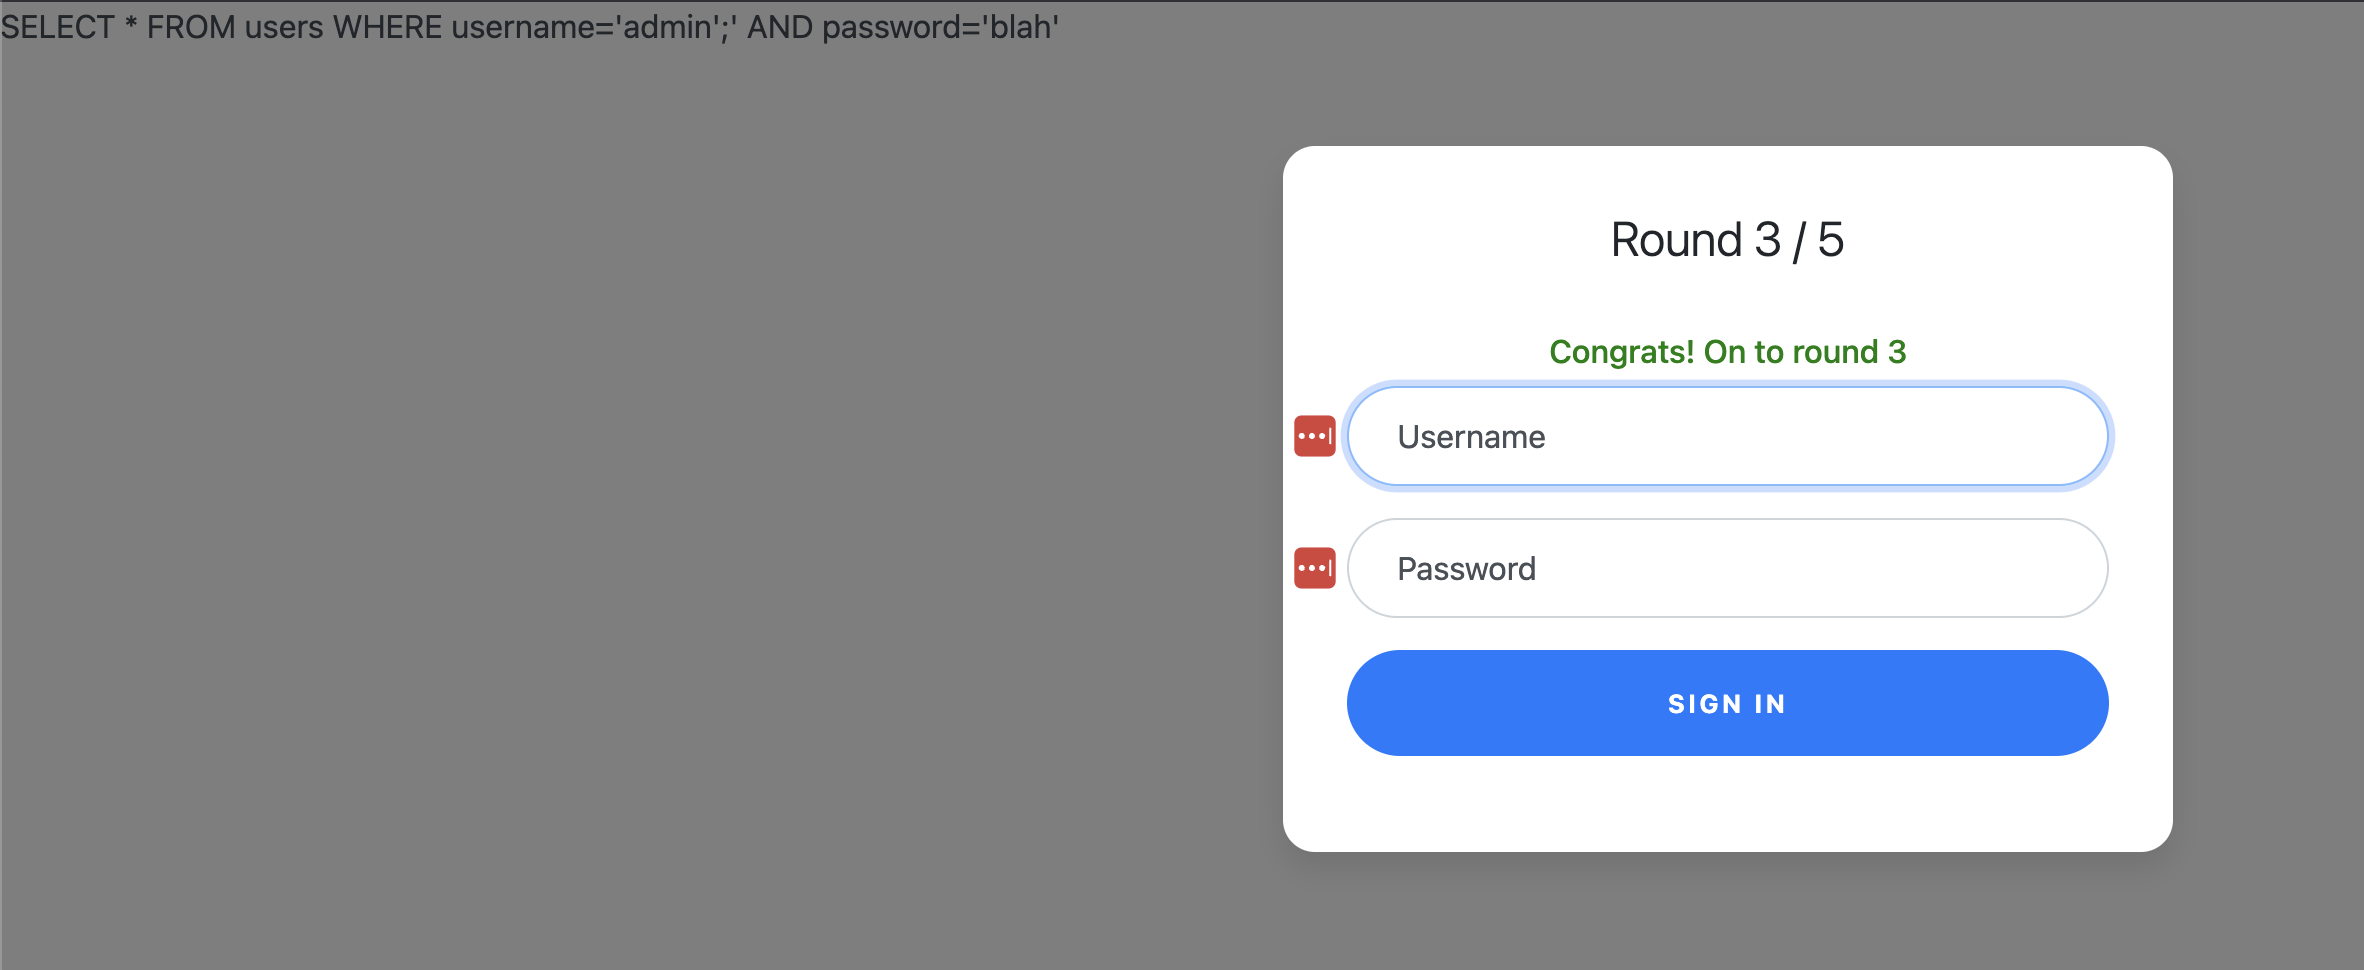 SELECT * FROM users WHERE username='admin';' AND password='blah'
Round 3 / 5
Congrats! On to round 3
Username
Password
SIGN IN